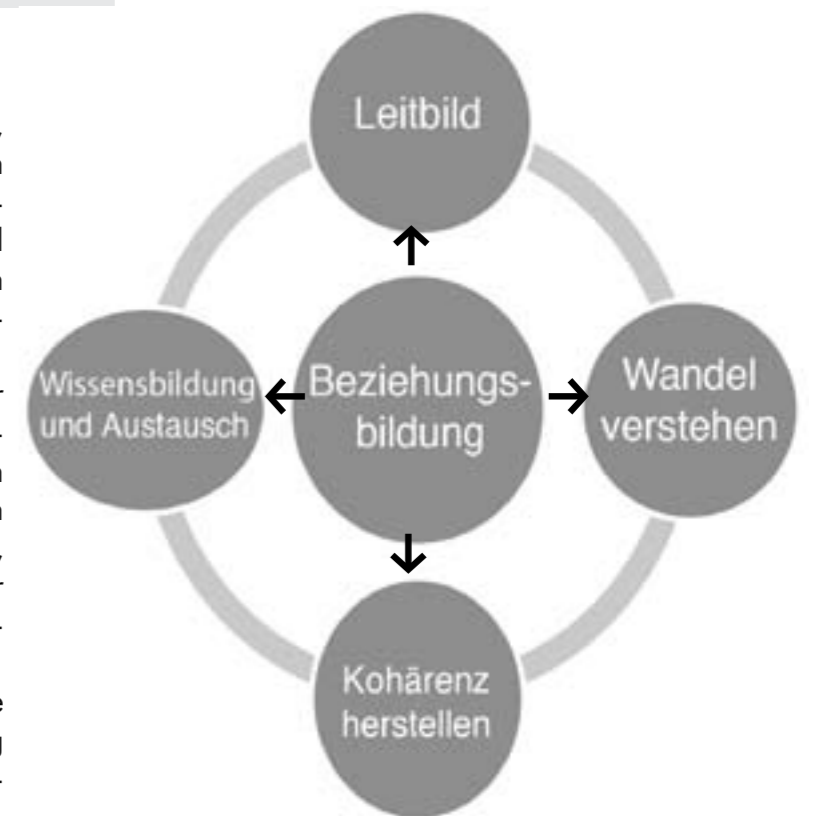 Leitbild
Wissensbildung
und Austausch
Beziehungs-
bildung
Wandel
verstehen
Kohärenz
herstellen